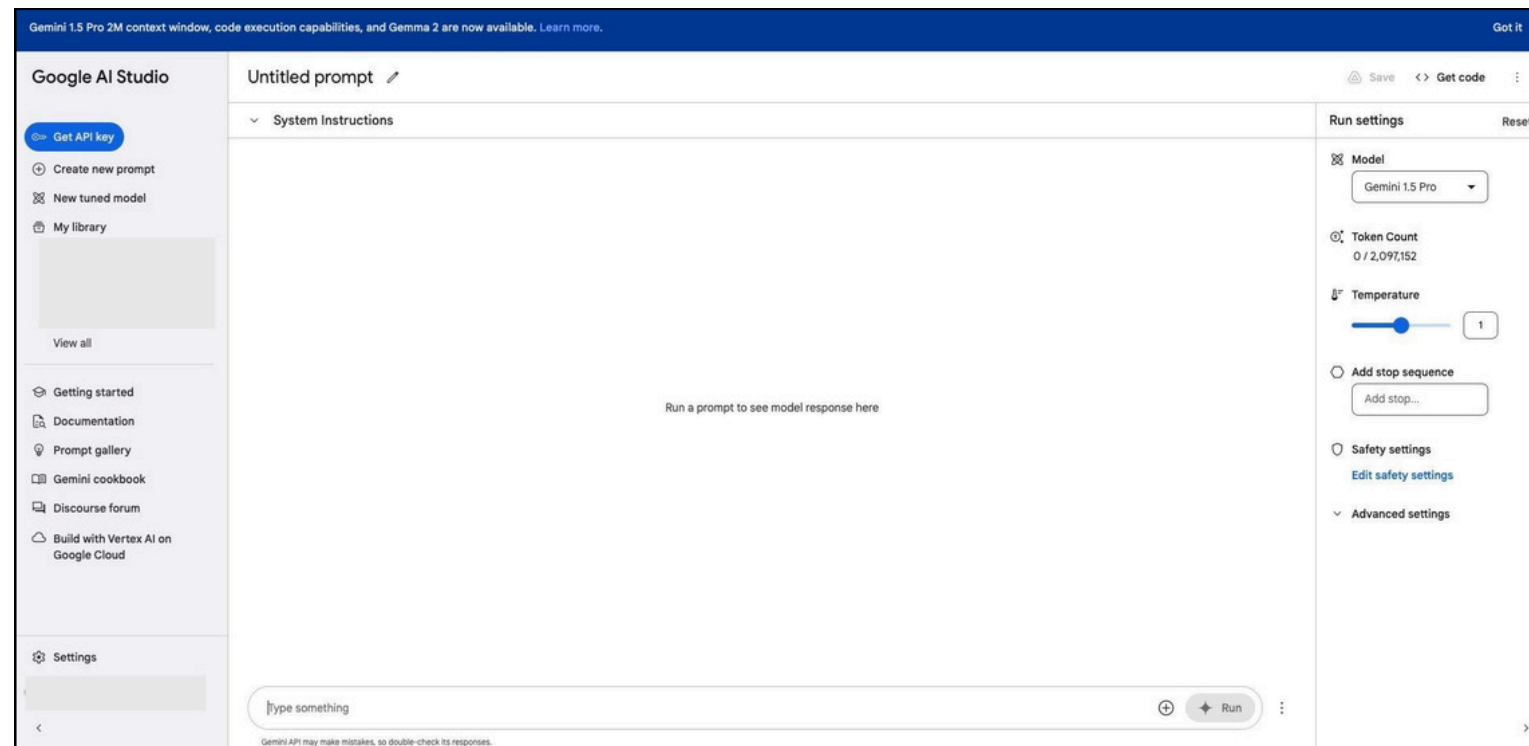 Gemini 1.5 Pro 2M context window, code execution capabilities, and Gemma 2 are now available. Learn more.
Got it
Google AI Studio
Get API key
Create new prompt
New tuned model
My library
View all
Getting started
Documentation
Prompt gallery
Gemini cookbook
Discourse forum
Build with Vertex AI on
Google Cloud
Settings
Untitled prompt
Save
<> Get code
System Instructions
Run a prompt to see model response here
Type something
Run
Gemini API may make mistakes, so double-check its responses.
Run settings
Reset
Model
Gemini 1.5 Pro
Token Count
0 / 2,097,152
Temperature
1
Add stop sequence
Add stop...
Safety settings
Edit safety settings
Advanced settings